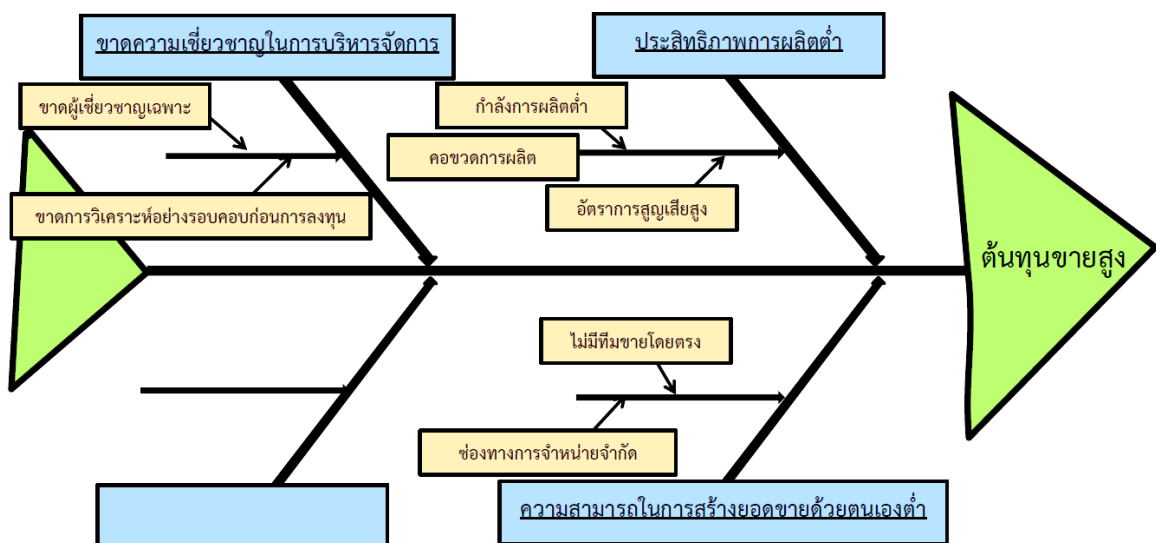 ขาดความเชี่ยวชาญในการบริหารจัดการ
ประสิทธิภาพการผลิตต่ำ
ขาดผู้เชี่ยวชาญเฉพาะ
กำลังการผลิตต่ำ
คอขวดการผลิต
ขาดการวิเคราะห์อย่างรอบคอบก่อนการลงทุน
อัตราการสูญเสียสูง
ต้นทุนขายสูง
ไม่มีทีมขายโดยตรง
ช่องทางการจำหน่ายจำกัด
ความสามารถในการสร้างยอดขายด้วยตนเองต่ำ